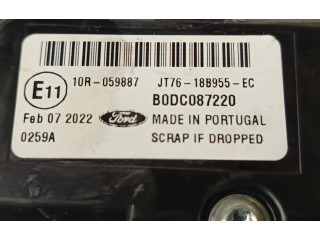 E11 10R-059887 JT76-18B955-EC
B0DC087220
Feb 07 2022 Ford MADE IN PORTUGAL
0259A SCRAP IF DROPPED